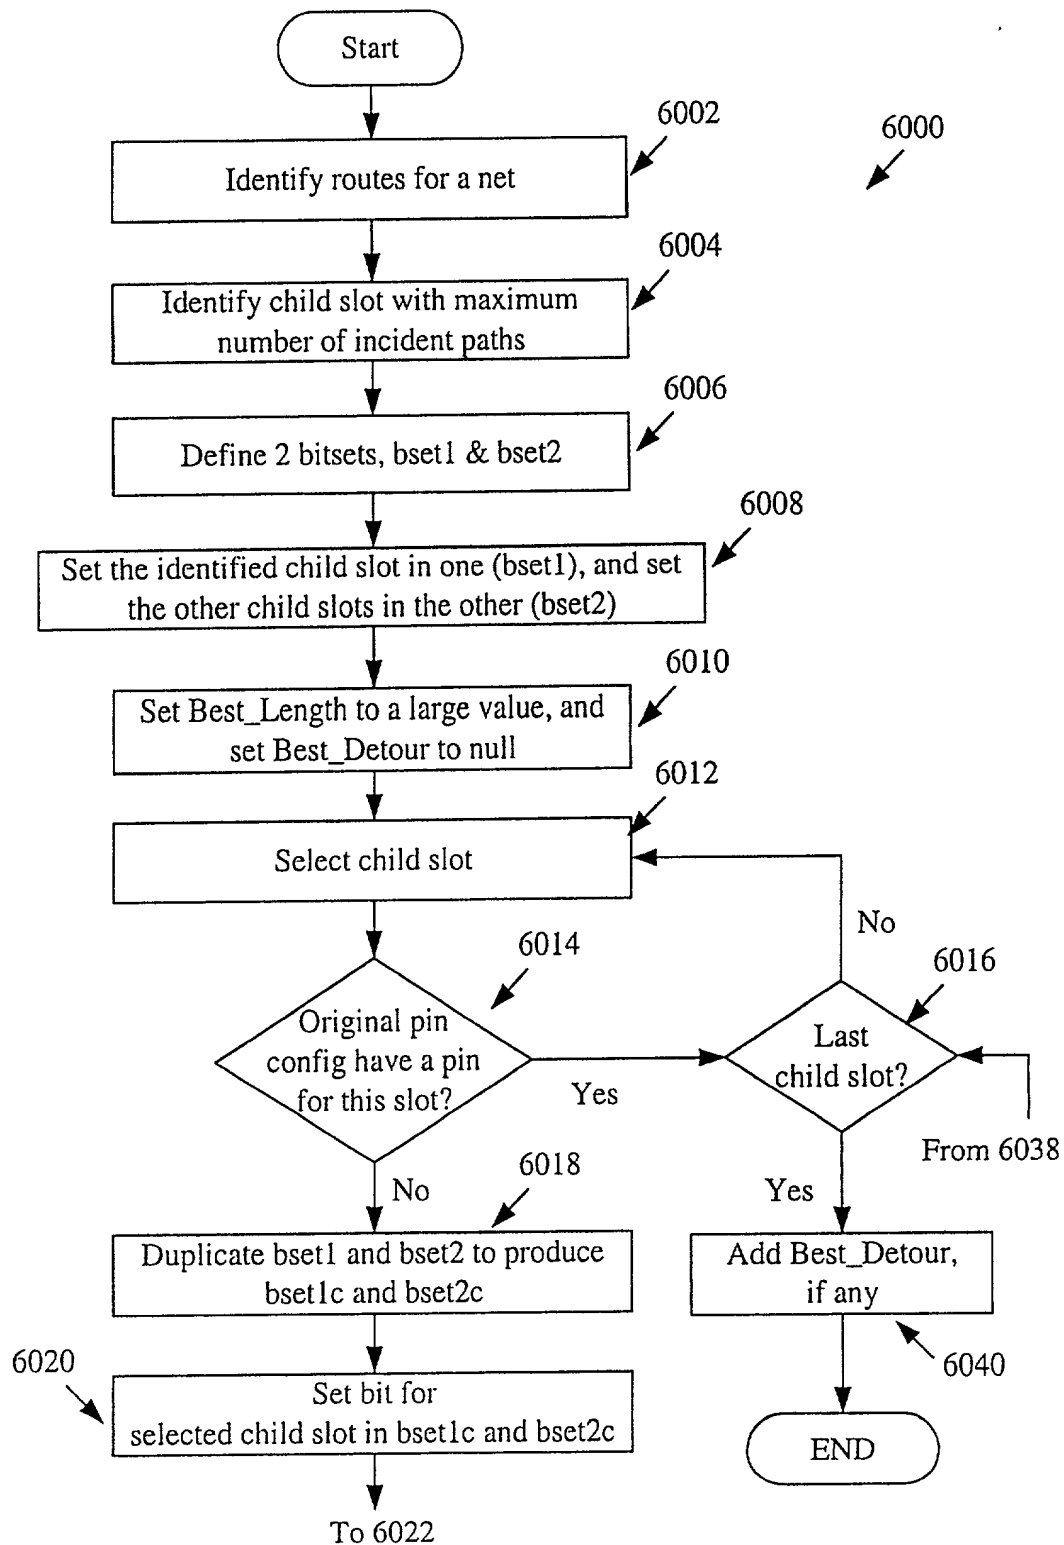 Start
6002
6000
Identify routes for a net
6004
Identify child slot with maximum
number of incident paths
6006
Define 2 bitsets, bset1 & bset2
6008
Set the identified child slot in one (bset1), and set
the other child slots in the other (bset2)
6010
Set Best_Length to a large value, and
set Best_Detour to null
6012
Select child slot
No
6014
6016
Original pin
config have a pin
for this slot?
Last
child slot?
Yes
From 6038
No
6018
Yes
Duplicate bset1 and bset2 to produce
bset1c and bset2c
Add Best_Detour,
if any
6020
6040
Set bit for
selected child slot in bset1c and bset2c
END
To 6022